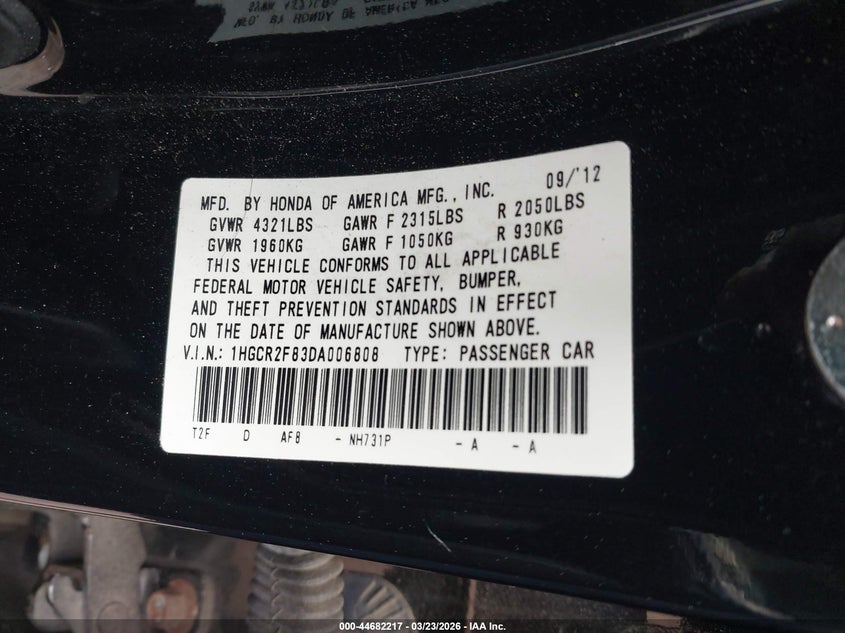 MFD. BY HONDA OF AMERICA MFG., INC. 09/'12
GVWR 4321LBS GAWR F 2315LBS R 2050LBS
GVWR 1960KG GAWR F 1050KG R 930KG
THIS VEHICLE CONFORMS TO ALL APPLICABLE
FEDERAL MOTOR VEHICLE SAFETY, BUMPER,
AND THEFT PREVENTION STANDARDS IN EFFECT
ON THE DATE OF MANUFACTURE SHOWN ABOVE.
V.I.N.: 1HGCR2F83DA006808 TYPE: PASSENGER CAR
T2F D AF8 - NH731P - A - A
000-44682217 | 03/23/2026 | IAA Inc.